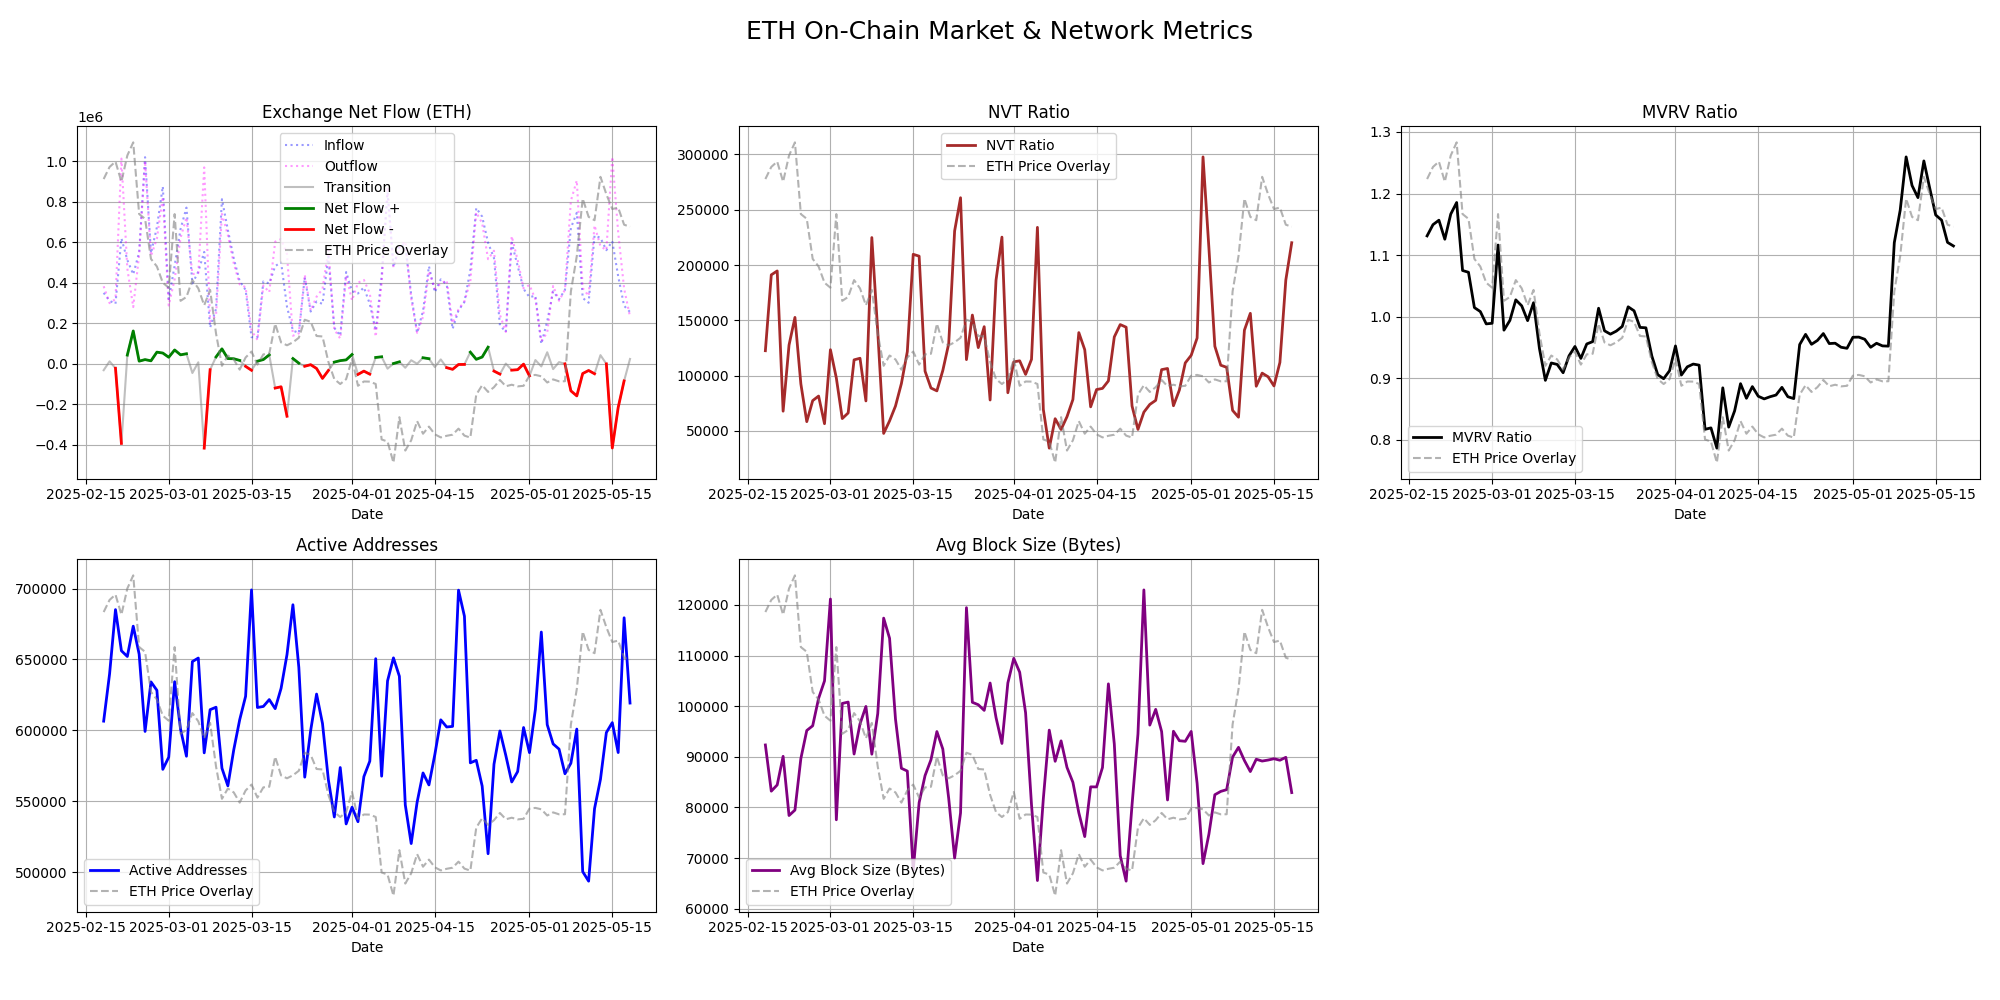 ETH On-Chain Market & Network Metrics
Exchange Net Flow (ETH)
1e6
Inflow
Outflow
Transition
Net Flow +
Net Flow -
ETH Price Overlay
1.0
0.8
0.6
0.4
0.2
0.0
−0.2
−0.4
2025-02-15 2025-03-01 2025-03-15 2025-04-01 2025-04-15 2025-05-01 2025-05-15
Date
NVT Ratio
NVT Ratio
ETH Price Overlay
300000
250000
200000
150000
100000
50000
2025-02-15 2025-03-01 2025-03-15 2025-04-01 2025-04-15 2025-05-01 2025-05-15
Date
MVRV Ratio
1.3
1.2
1.1
1.0
0.9
0.8
MVRV Ratio
ETH Price Overlay
2025-02-15 2025-03-01 2025-03-15 2025-04-01 2025-04-15 2025-05-01 2025-05-15
Date
Active Addresses
700000
650000
600000
550000
500000
Active Addresses
ETH Price Overlay
2025-02-15 2025-03-01 2025-03-15 2025-04-01 2025-04-15 2025-05-01 2025-05-15
Date
Avg Block Size (Bytes)
120000
110000
100000
90000
80000
70000
60000
Avg Block Size (Bytes)
ETH Price Overlay
2025-02-15 2025-03-01 2025-03-15 2025-04-01 2025-04-15 2025-05-01 2025-05-15
Date